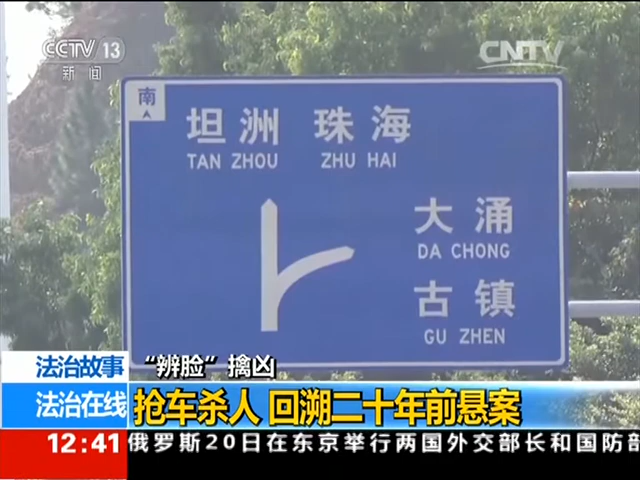 CCTV 13
新闻
CNTV
南
坦洲 珠海
TAN ZHOU ZHU HAI
大涌
DA CHONG
古镇
GU ZHEN
法治故事
“辨脸”擒凶
法治在线
抢车杀人 回溯二十年前悬案
12:41
俄罗斯20日在东京举行两国外交部长和国防部